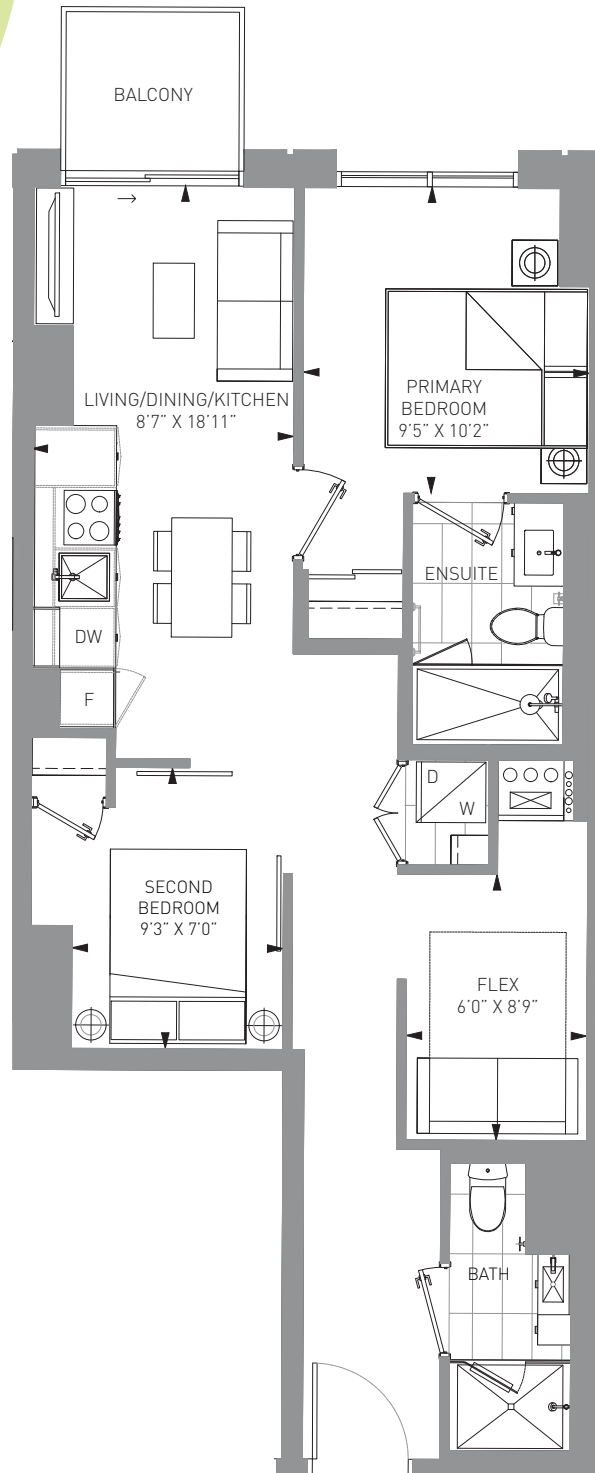 BALCONY
LIVING/DINING/KITCHEN
8'7" X 18'11"
PRIMARY
BEDROOM
9'5" X 10'2"
ENSUITE
DW
F
D
W
SECOND
BEDROOM
9'3" X 7'0"
FLEX
6'0" X 8'9"
BATH